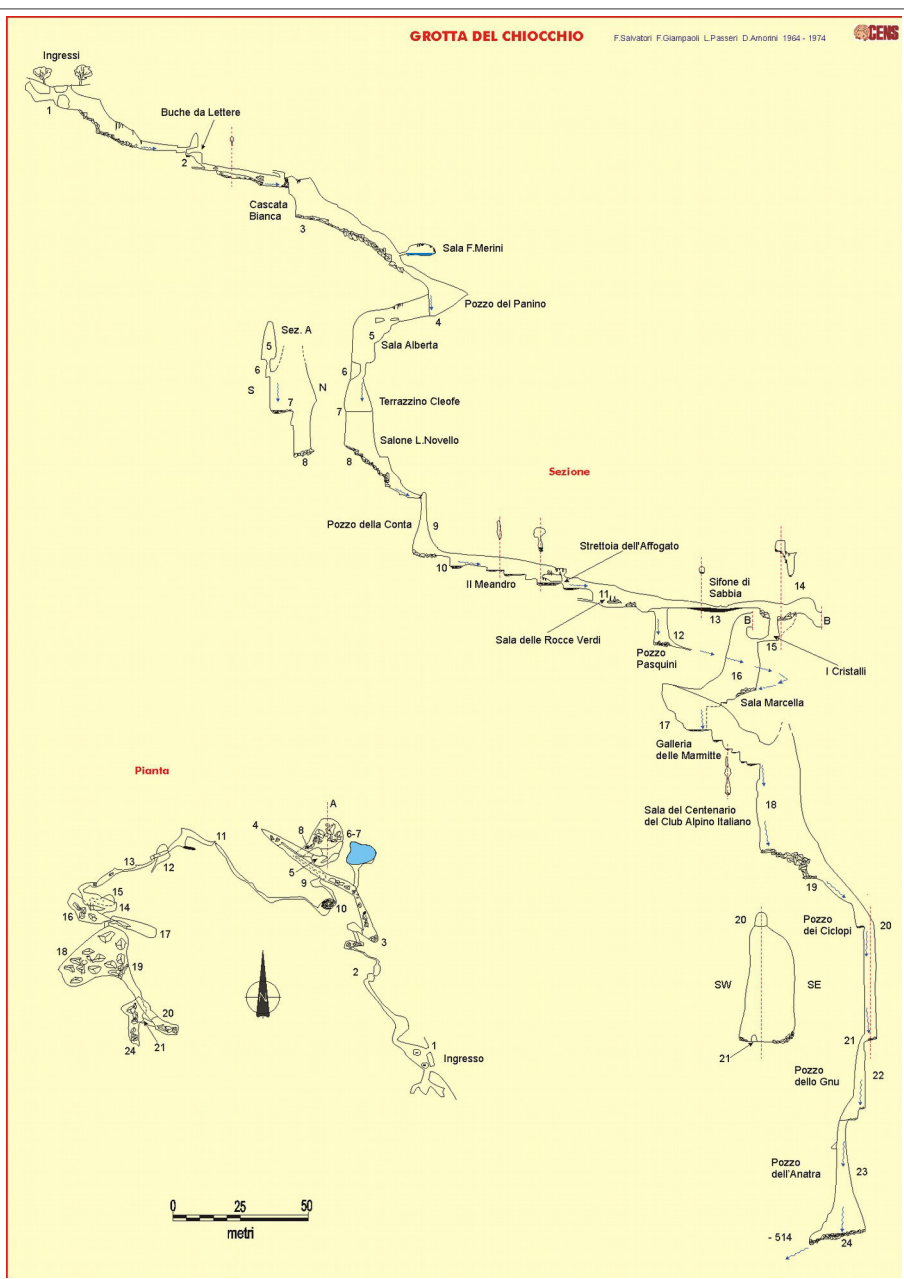 GROTTA DEL CHIOCCHIO
F.Salvatori F.Giampaoli L.Passeri D.Amorini 1964 - 1974
CENS
Ingressi
1
Buche da Lettere
2
Cascata
Bianca
3
Sala F.Merini
Pozzo del Panino
4
Sez. A
5
6
S
N
7
8
5
Sala Alberta
6
Terrazzino Cleofe
7
Salone L.Novello
8
Sezione
Pozzo della Conta
9
10
Il Meandro
Strettoia dell'Affogato
11
Sala delle Rocce Verdi
Sifone di
Sabbia
13
14
B
B
12
Pozzo
Pasquini
15
I Cristalli
16
Sala Marcella
17
Galleria
delle Marmitte
Sala del Centenario
del Club Alpino Italiano
18
19
Pozzo
dei Ciclopi
20
20
SW
SE
21
21
Pozzo
dello Gnu
22
Pozzo
dell'Anatra
23
- 514
24
Pianta
A
4
8
6-7
5
9
10
3
2
1
Ingresso
11
13
12
15
14
16
17
18
19
20
21
24
N
0
25
50
metri